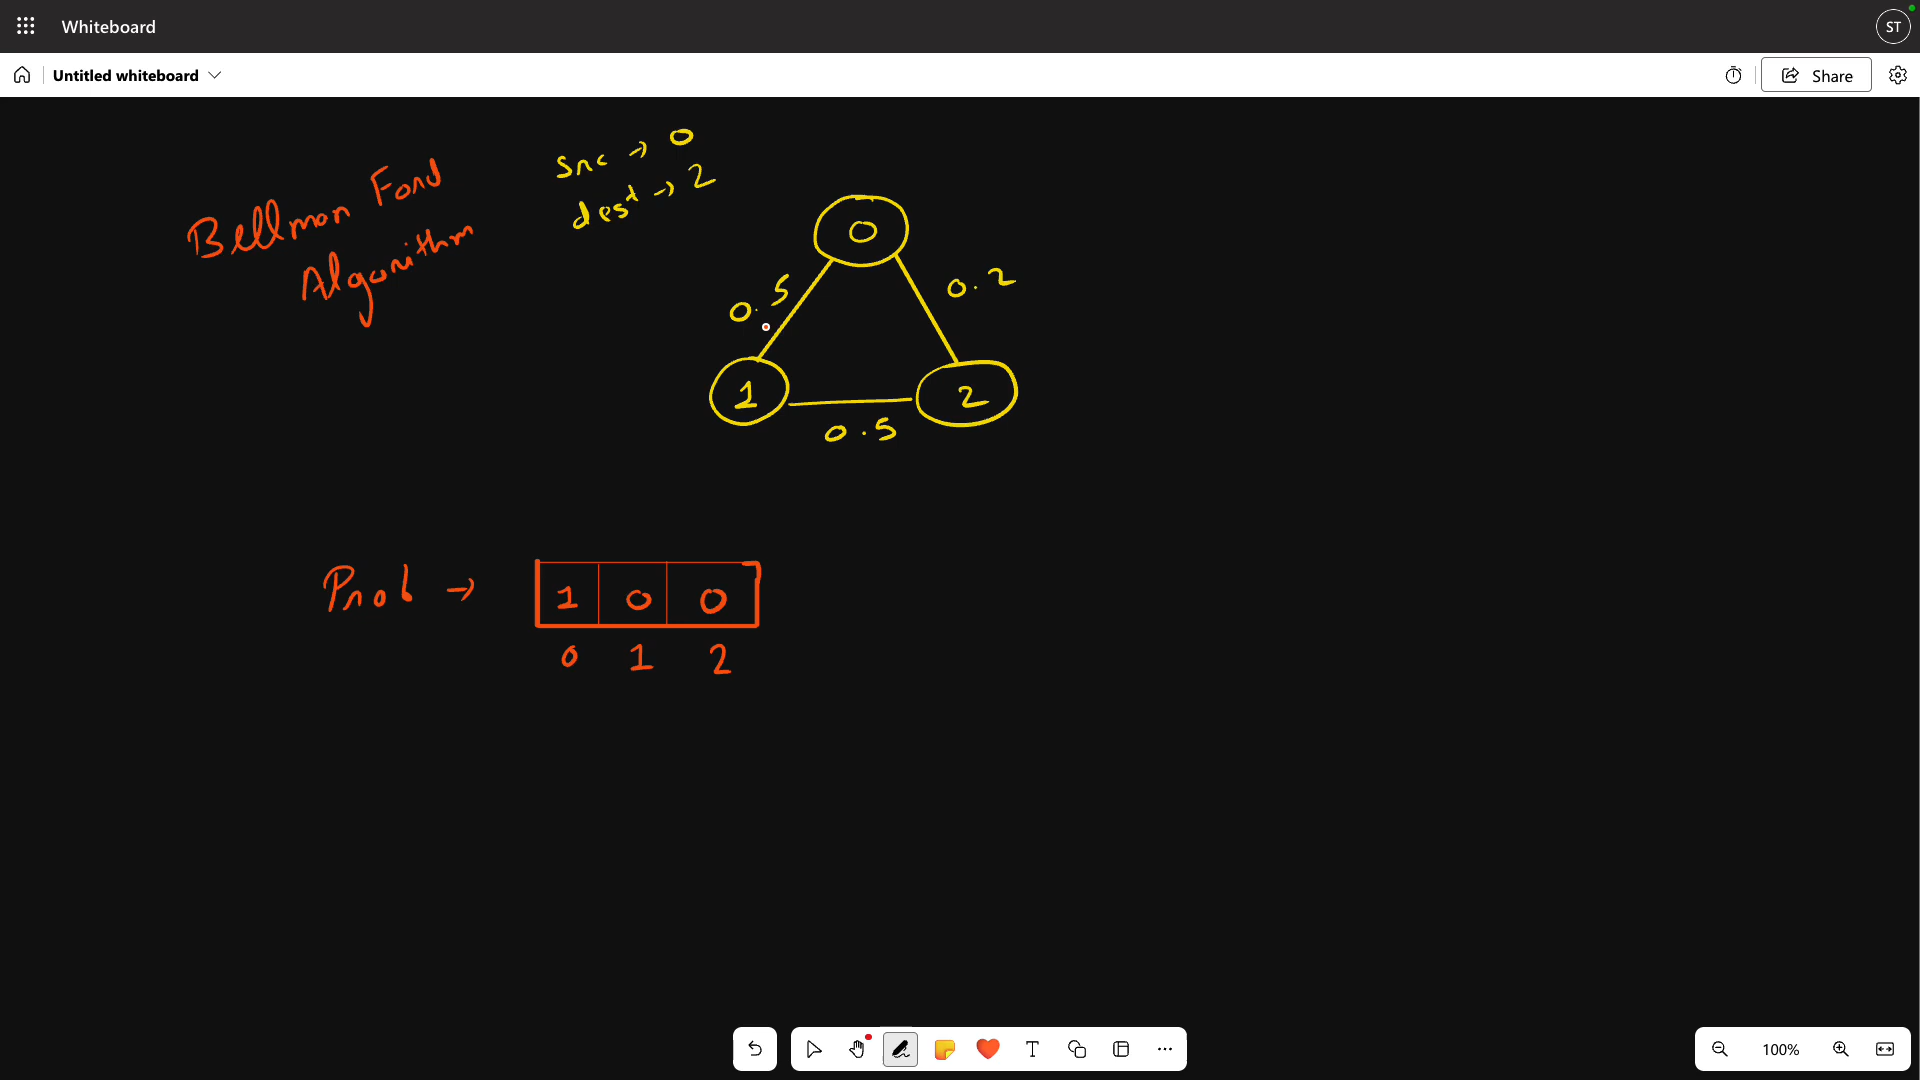 Whiteboard
ST
Untitled whiteboard
Share
Bellman Ford
Algorithm
src → 0
dest → 2
0
0.5
0.2
1
2
0.5
Prob →
1 0 0
0 1 2
T
100%